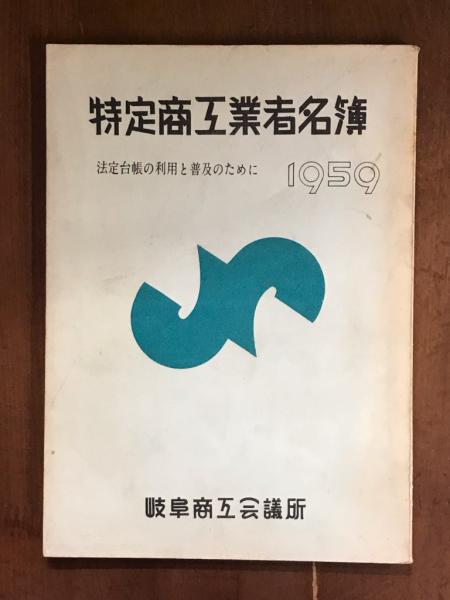 特定商工業者名簿
法定台帳の利用と普及のために
1959
岐阜商工会議所